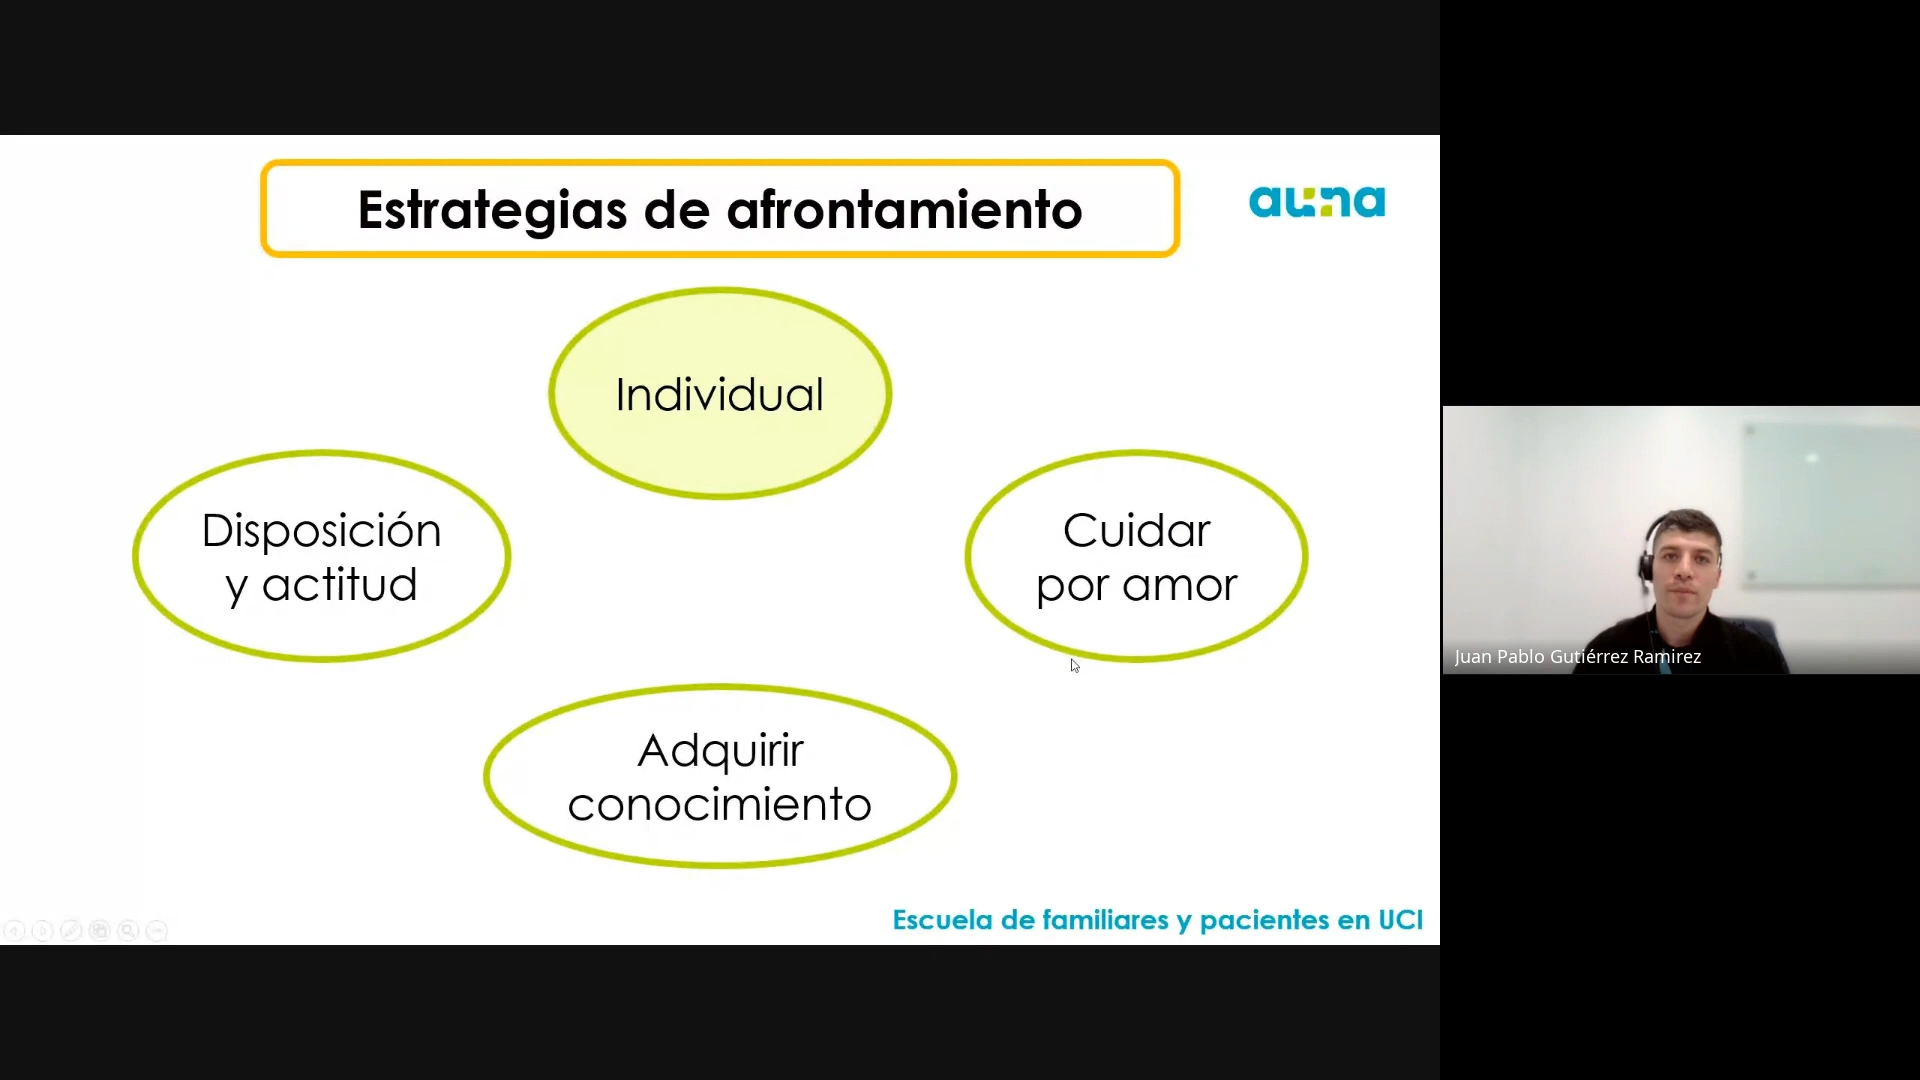 Estrategias de afrontamiento
auna
Individual
Disposición
y actitud
Cuidar
por amor
Adquirir
conocimiento
Escuela de familiares y pacientes en UCI
Juan Pablo Gutiérrez Ramirez